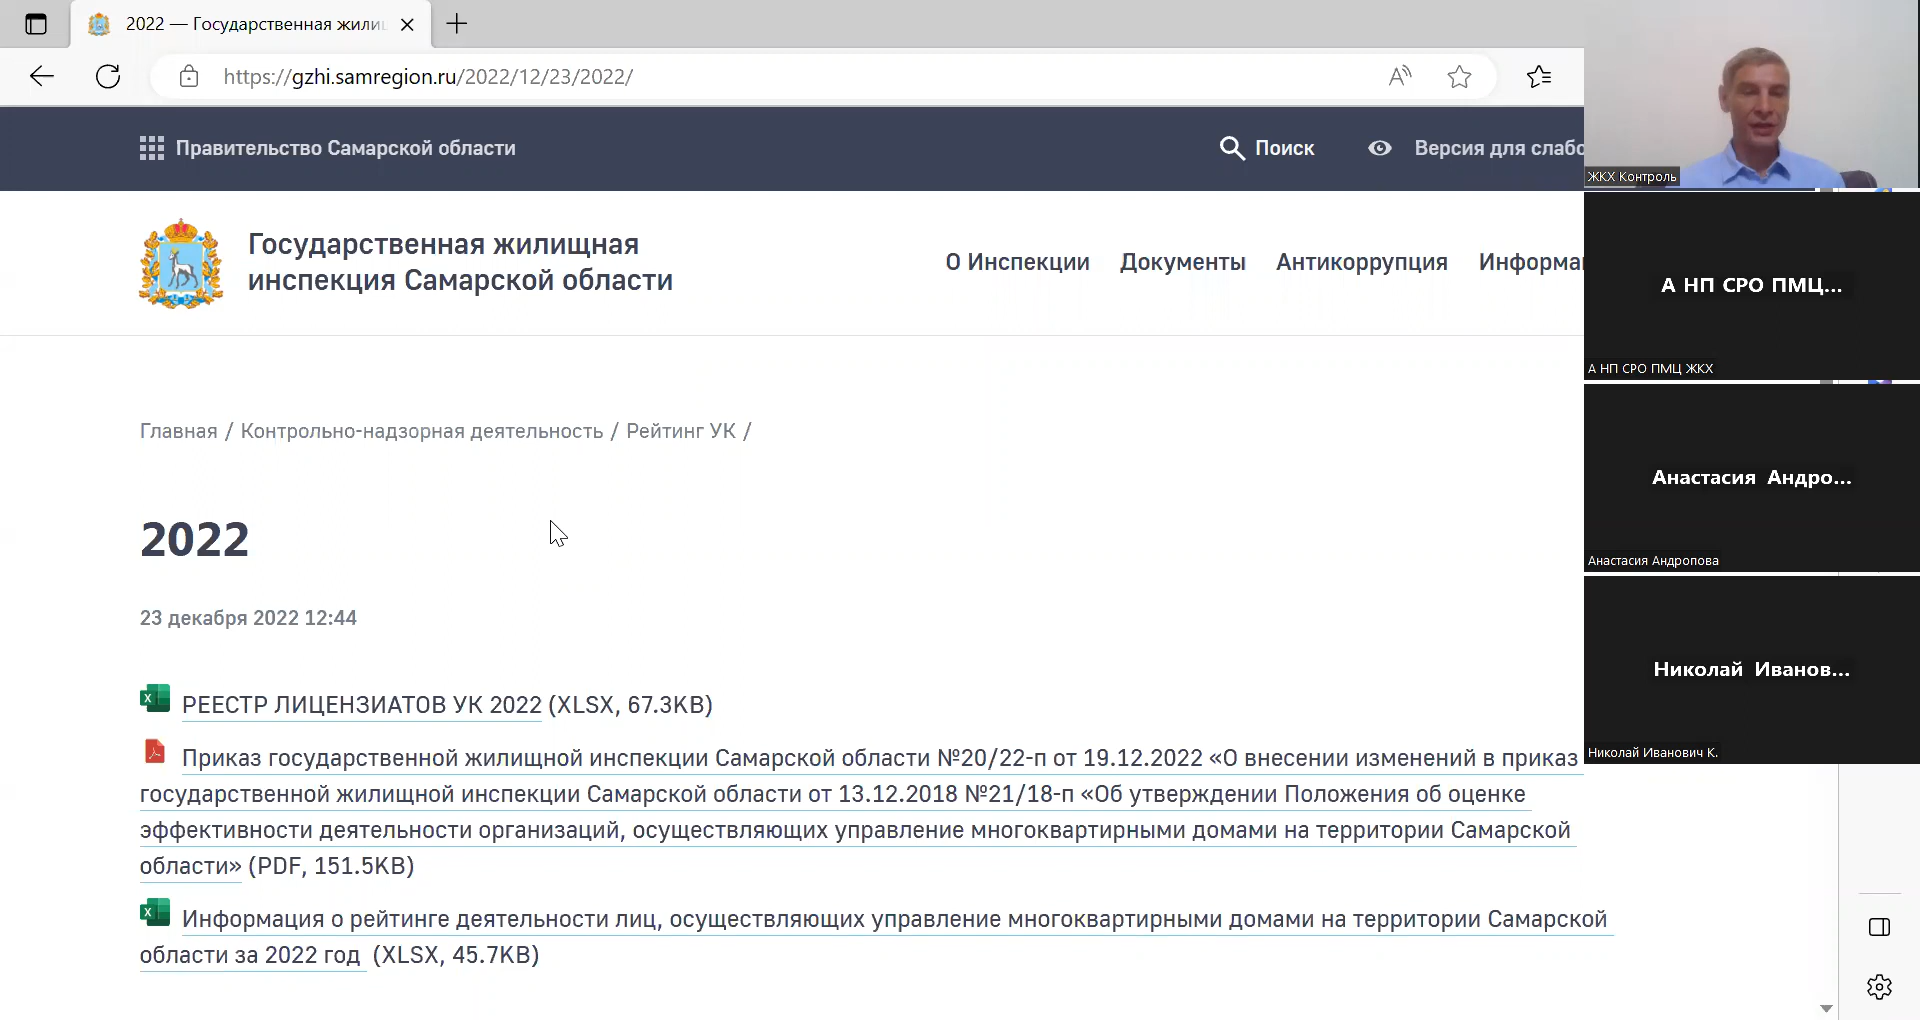 2022 — Государственная жили
https://gzhi.samregion.ru/2022/12/23/2022/
Правительство Самарской области
Поиск
Версия для слабо
Государственная жилищная
инспекция Самарской области
О Инспекции
Документы
Антикоррупция
Информа
Главная / Контрольно-надзорная деятельность / Рейтинг УК /
2022
23 декабря 2022 12:44
РЕЕСТР ЛИЦЕНЗИАТОВ УК 2022 (XLSX, 67.3KB)
Приказ государственной жилищной инспекции Самарской области №20/22-п от 19.12.2022 «О внесении изменений в приказ
государственной жилищной инспекции Самарской области от 13.12.2018 №21/18-п «Об утверждении Положения об оценке
эффективности деятельности организаций, осуществляющих управление многоквартирными домами на территории Самарской
области» (PDF, 151.5KB)
Информация о рейтинге деятельности лиц, осуществляющих управление многоквартирными домами на территории Самарской
области за 2022 год (XLSX, 45.7KB)
ЖКХ Контроль
А НП СРО ПМЦ...
А НП СРО ПМЦ ЖКХ
Анастасия Андро...
Анастасия Андропова
Николай Иванов...
Николай Иванович К.